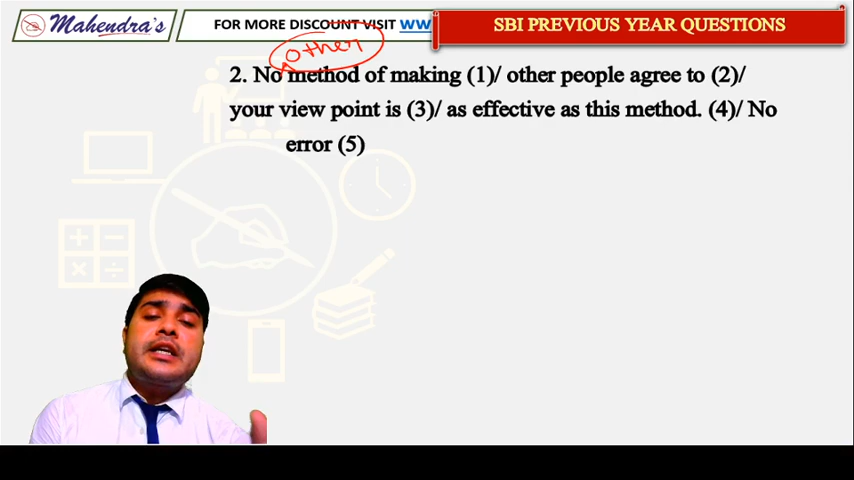 Mahendra's
FOR MORE DISCOUNT VISIT WW
SBI PREVIOUS YEAR QUESTIONS
other
2. No method of making (1)/ other people agree to (2)/
your view point is (3)/ as effective as this method. (4)/ No
error (5)